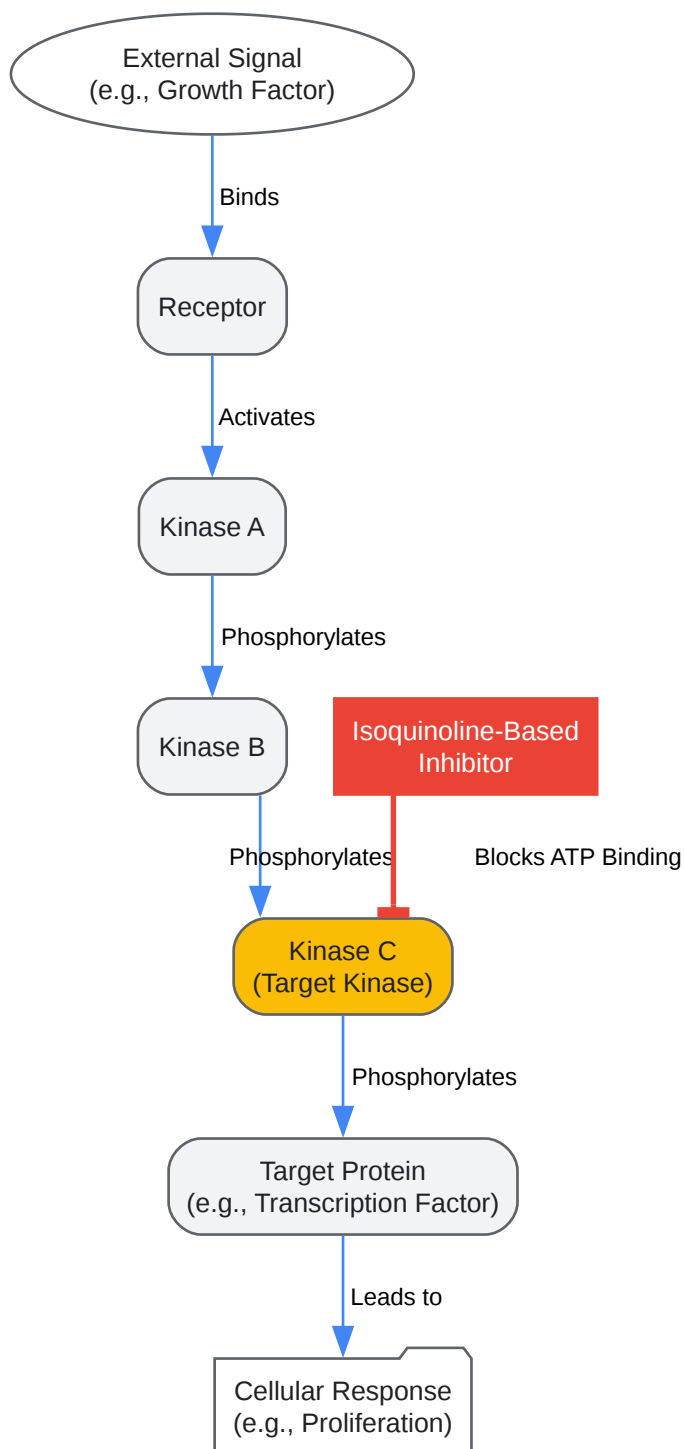 External Signal
(e.g., Growth Factor)
Binds
Receptor
Activates
Kinase A
Phosphorylates
Kinase B
Isoquinoline-Based
Inhibitor
Phosphorylates
Blocks ATP Binding
Kinase C
(Target Kinase)
Phosphorylates
Target Protein
(e.g., Transcription Factor)
Leads to
Cellular Response
(e.g., Proliferation)